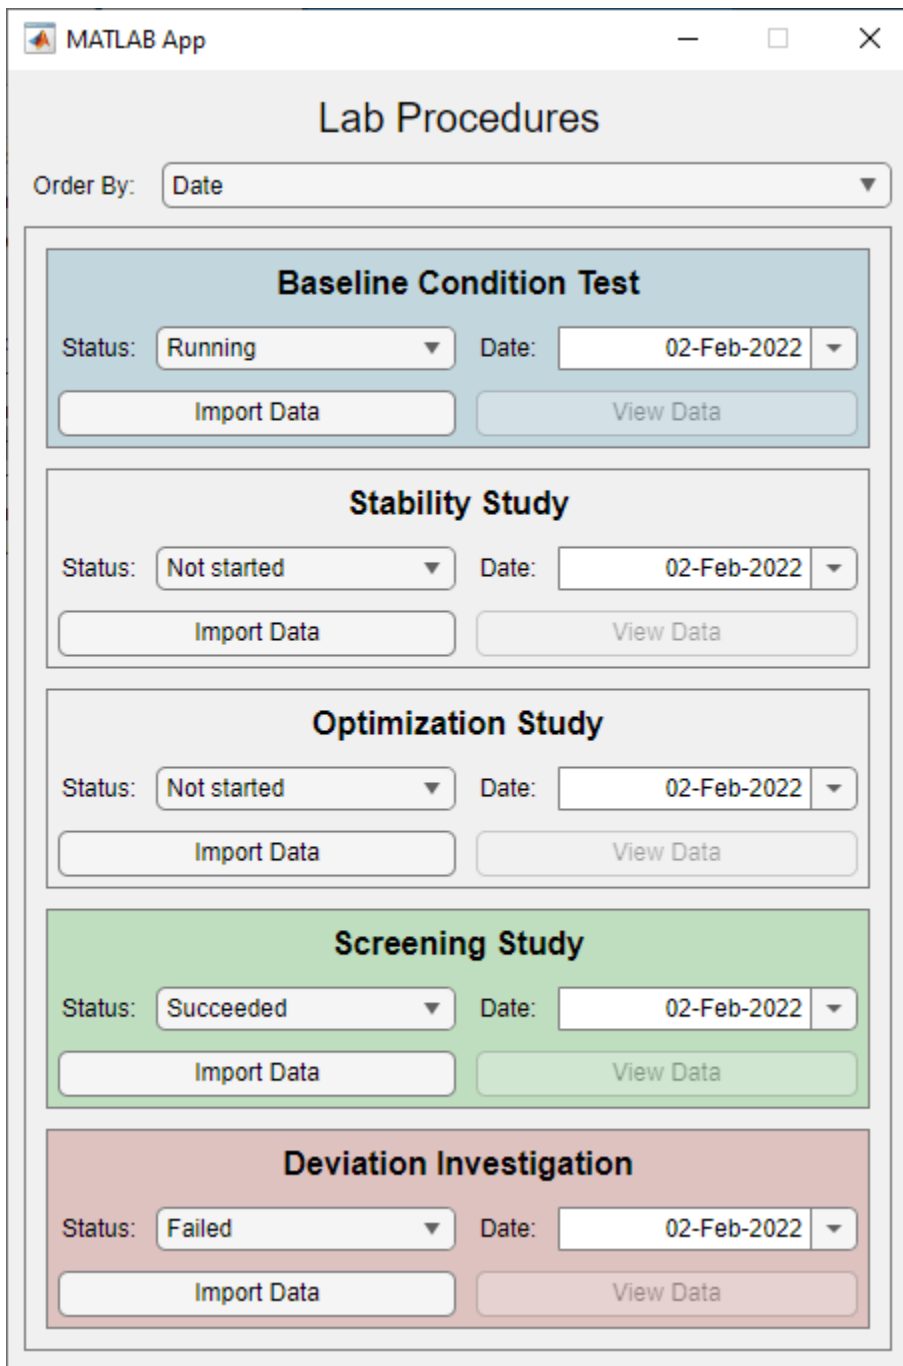 MATLAB App
Lab Procedures
Order By: Date
Baseline Condition Test
Status: Running Date: 02-Feb-2022
Import Data View Data
Stability Study
Status: Not started Date: 02-Feb-2022
Import Data View Data
Optimization Study
Status: Not started Date: 02-Feb-2022
Import Data View Data
Screening Study
Status: Succeeded Date: 02-Feb-2022
Import Data View Data
Deviation Investigation
Status: Failed Date: 02-Feb-2022
Import Data View Data